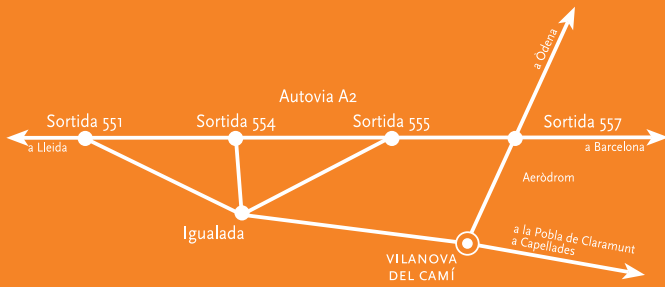 a Òdena
Autovia A2
Sortida 551
Sortida 554
Sortida 555
Sortida 557
a Lleida
a Barcelona
Aeròdrom
Igualada
a la Pobla de Claramunt
a Capellades
VILANOVA
DEL CAMÍ